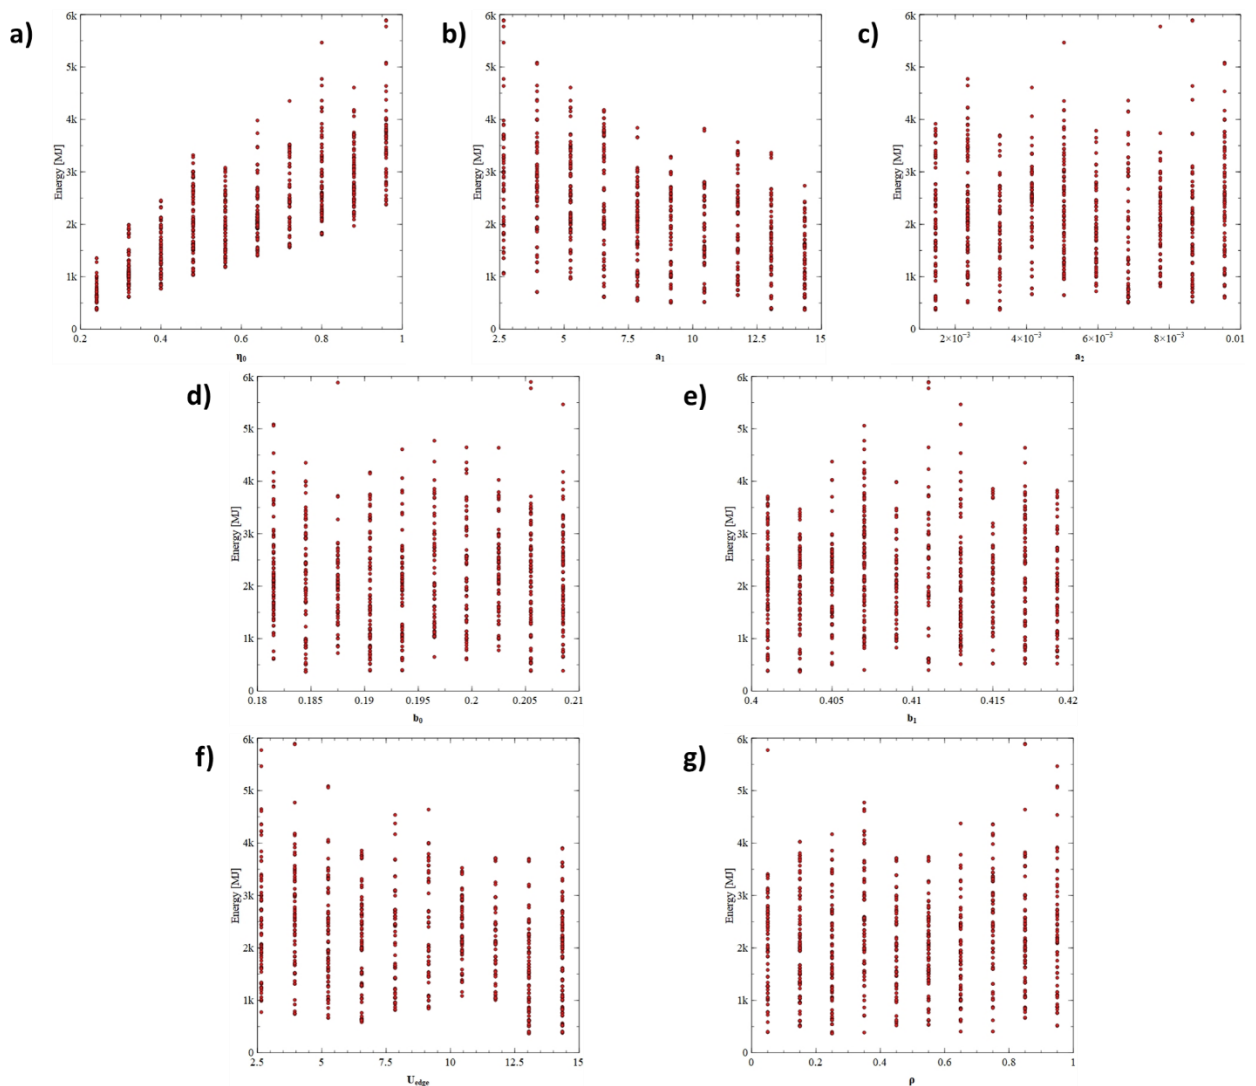 a)
6k
5k
4k
3k
2k
1k
0
Energy [MJ]
0.2
0.4
0.6
0.8
1
η₀
b)
6k
5k
4k
3k
2k
1k
0
Energy [MJ]
2.5
5
7.5
10
12.5
15
a₁
c)
6k
5k
4k
3k
2k
1k
0
Energy [MJ]
2×10⁻³
4×10⁻³
6×10⁻³
8×10⁻³
0.01
a₂
d)
6k
5k
4k
3k
2k
1k
0
Energy [MJ]
0.18
0.185
0.19
0.195
0.2
0.205
0.21
b₀
e)
6k
5k
4k
3k
2k
1k
0
Energy [MJ]
0.4
0.405
0.41
0.415
0.42
b₁
f)
6k
5k
4k
3k
2k
1k
0
Energy [MJ]
2.5
5
7.5
10
12.5
15
U_edge
g)
6k
5k
4k
3k
2k
1k
0
Energy [MJ]
0
0.2
0.4
0.6
0.8
1
ρ